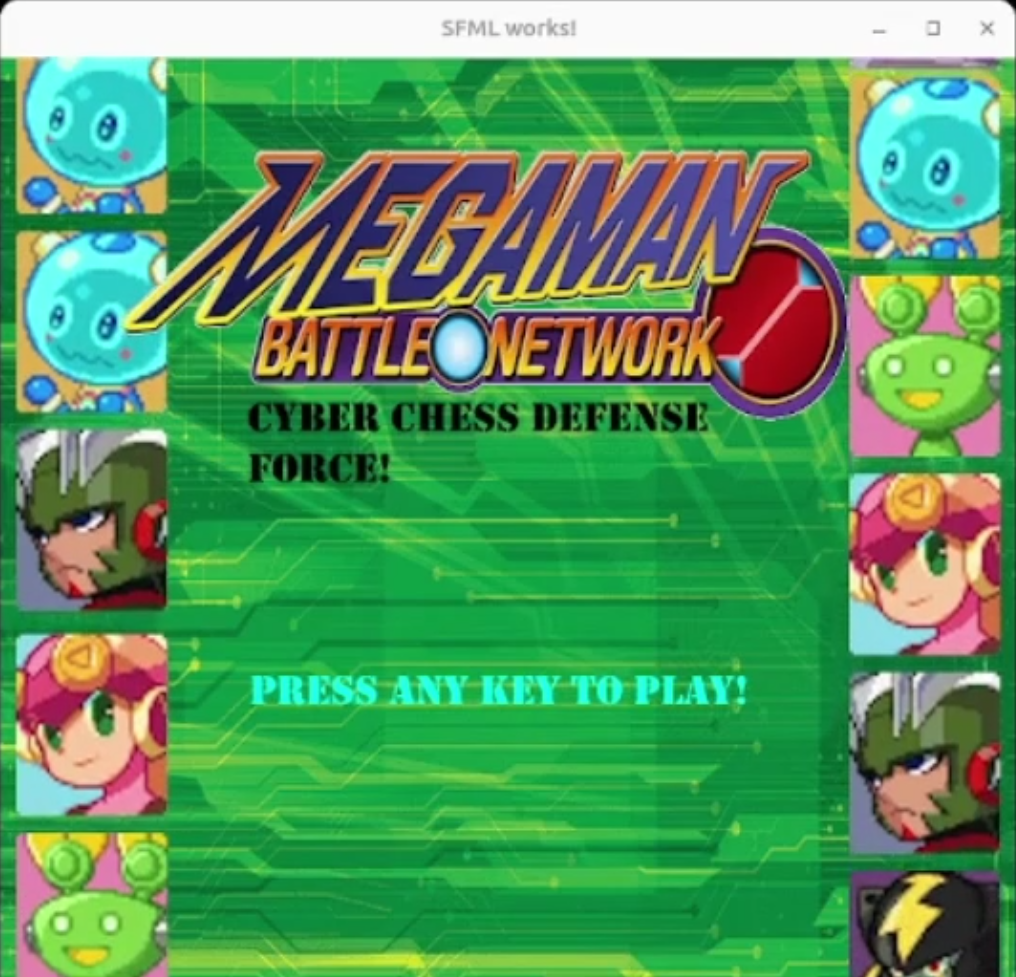 SFML works!
MEGAMAN
BATTLE NETWORK
CYBER CHESS DEFENSE
FORCE!
PRESS ANY KEY TO PLAY!